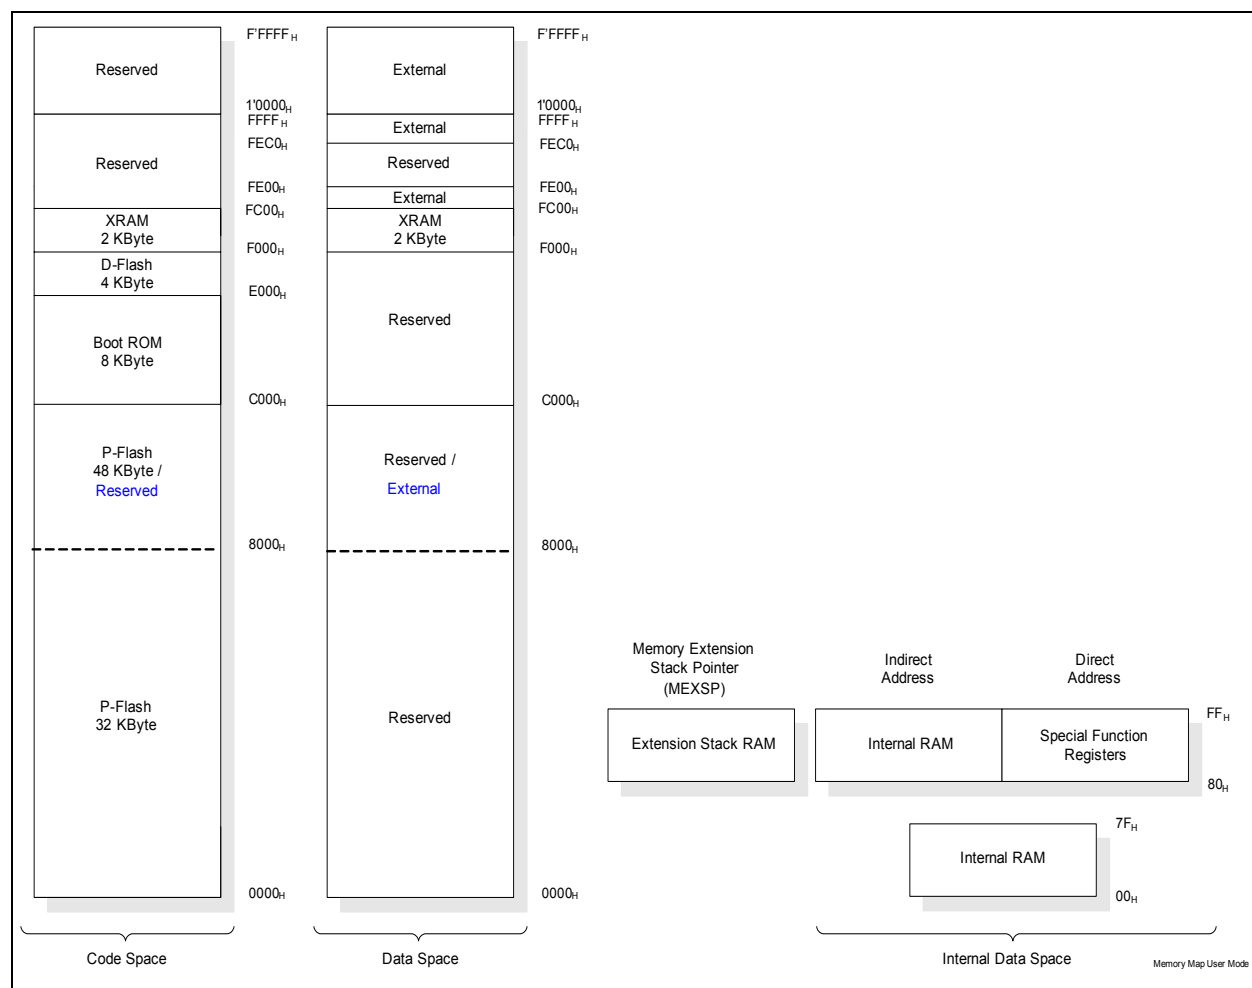 F'FFFFH
Reserved
1'0000H
FFFFH
FEC0H
Reserved
FE00H
FC00H
XRAM
2 KByte
F000H
D-Flash
4 KByte
E000H
Boot ROM
8 KByte
C000H
P-Flash
48 KByte /
Reserved
8000H
P-Flash
32 KByte
0000H
Code Space
F'FFFFH
External
1'0000H
FFFFH
External
FEC0H
Reserved
FE00H
External
FC00H
XRAM
2 KByte
F000H
Reserved
C000H
Reserved /
External
8000H
Reserved
0000H
Data Space
Memory Extension
Stack Pointer
(MEXSP)
Extension Stack RAM
Indirect
Address
Direct
Address
Internal RAM
Special Function
Registers
FFH
80H
7FH
Internal RAM
00H
Internal Data Space
Memory Map User Mode